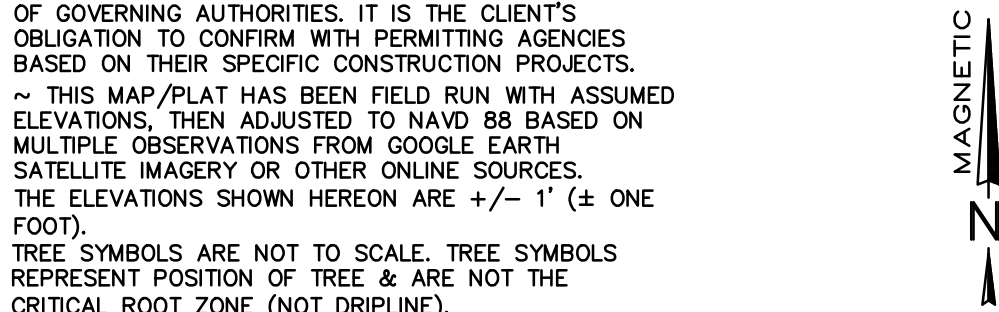 OF GOVERNING AUTHORITIES. IT IS THE CLIENT'S
OBLIGATION TO CONFIRM WITH PERMITTING AGENCIES
BASED ON THEIR SPECIFIC CONSTRUCTION PROJECTS.
~ THIS MAP/PLAT HAS BEEN FIELD RUN WITH ASSUMED
ELEVATIONS, THEN ADJUSTED TO NAVD 88 BASED ON
MULTIPLE OBSERVATIONS FROM GOOGLE EARTH
SATELLITE IMAGERY OR OTHER ONLINE SOURCES.
THE ELEVATIONS SHOWN HEREON ARE +/− 1' (± ONE
FOOT).
TREE SYMBOLS ARE NOT TO SCALE. TREE SYMBOLS
REPRESENT POSITION OF TREE & ARE NOT THE
CRITICAL ROOT ZONE (NOT DRIPLINE).
MAGNETIC
N